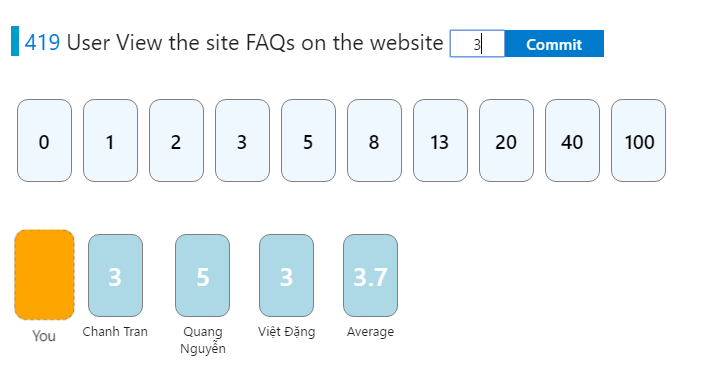 419 User View the site FAQs on the website 3 Commit
0 1 2 3 5 8 13 20 40 100
3 5 3 3.7
You Chanh Tran Quang Việt Đặng Average
Nguyễn